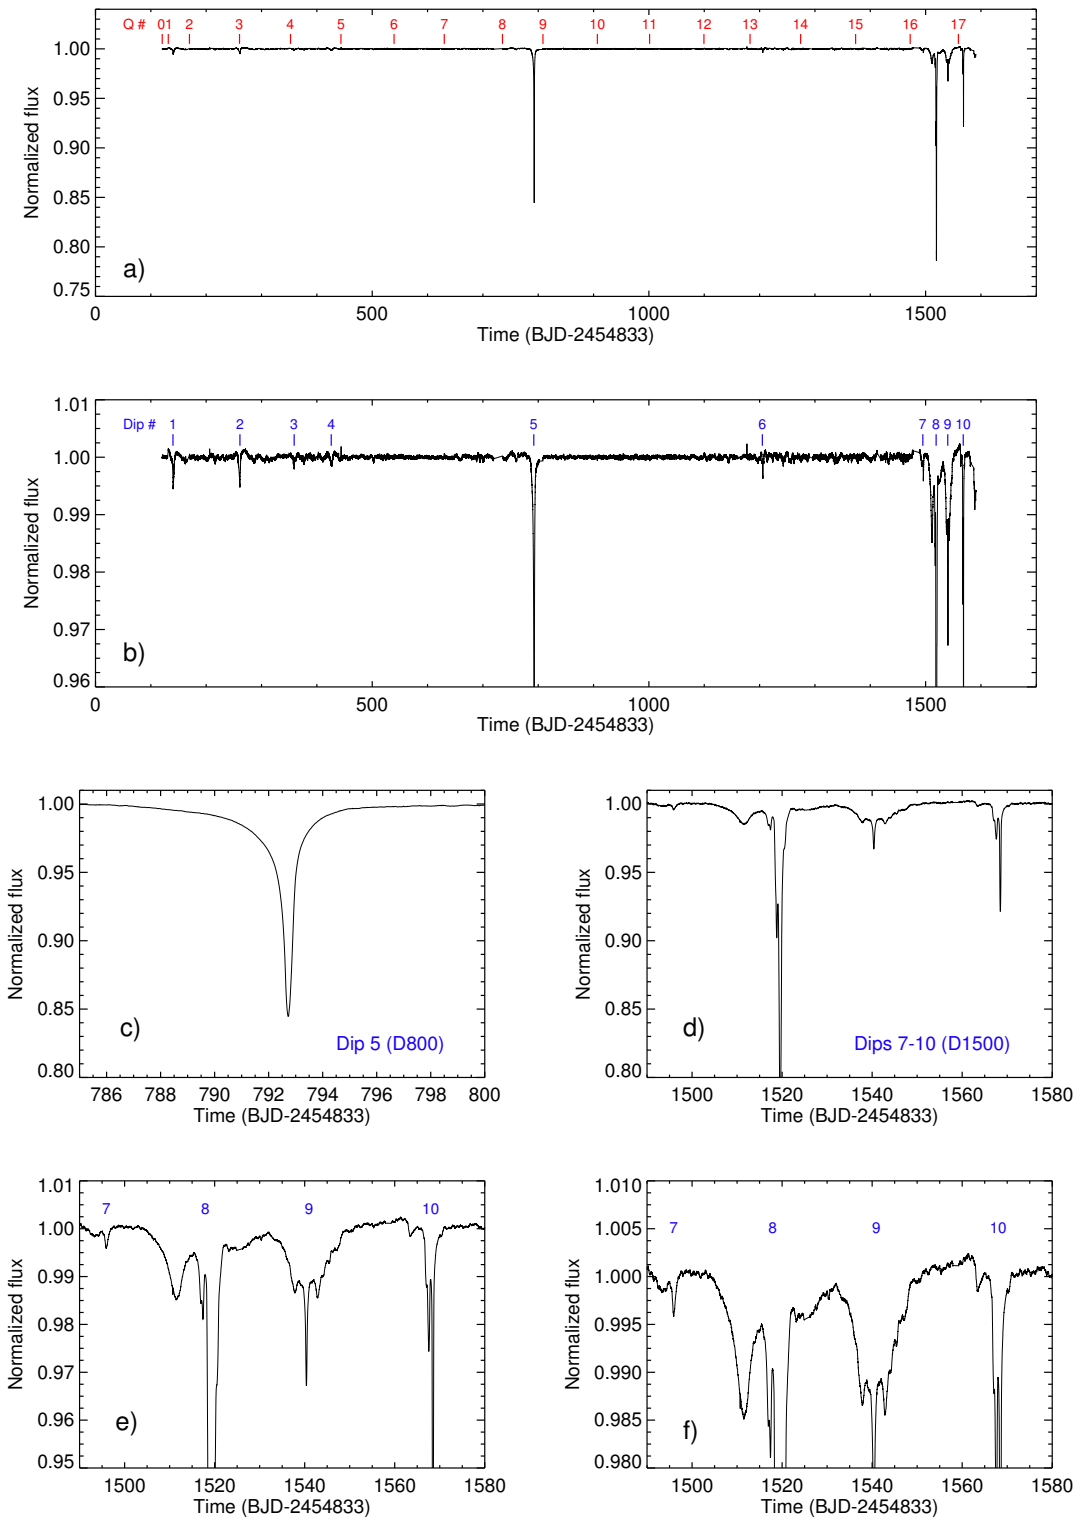 Q # 0 1 2 3 4 5 6 7 8 9 10 11 12 13 14 15 16 17
1.00
0.95
0.90
0.85
0.80
0.75
Normalized flux
a)
0 500 1000 1500
Time (BJD-2454833)
Dip # 1 2 3 4 5 6 7 8 9 10
1.01
1.00
0.99
0.98
0.97
0.96
Normalized flux
b)
0 500 1000 1500
Time (BJD-2454833)
1.00
0.95
0.90
0.85
0.80
Normalized flux
c)
Dip 5 (D800)
786 788 790 792 794 796 798 800
Time (BJD-2454833)
1.00
0.95
0.90
0.85
0.80
Normalized flux
d)
Dips 7-10 (D1500)
1500 1520 1540 1560 1580
Time (BJD-2454833)
7 8 9 10
1.01
1.00
0.99
0.98
0.97
0.96
0.95
Normalized flux
e)
1500 1520 1540 1560 1580
Time (BJD-2454833)
7 8 9 10
1.010
1.005
1.000
0.995
0.990
0.985
0.980
Normalized flux
f)
1500 1520 1540 1560 1580
Time (BJD-2454833)